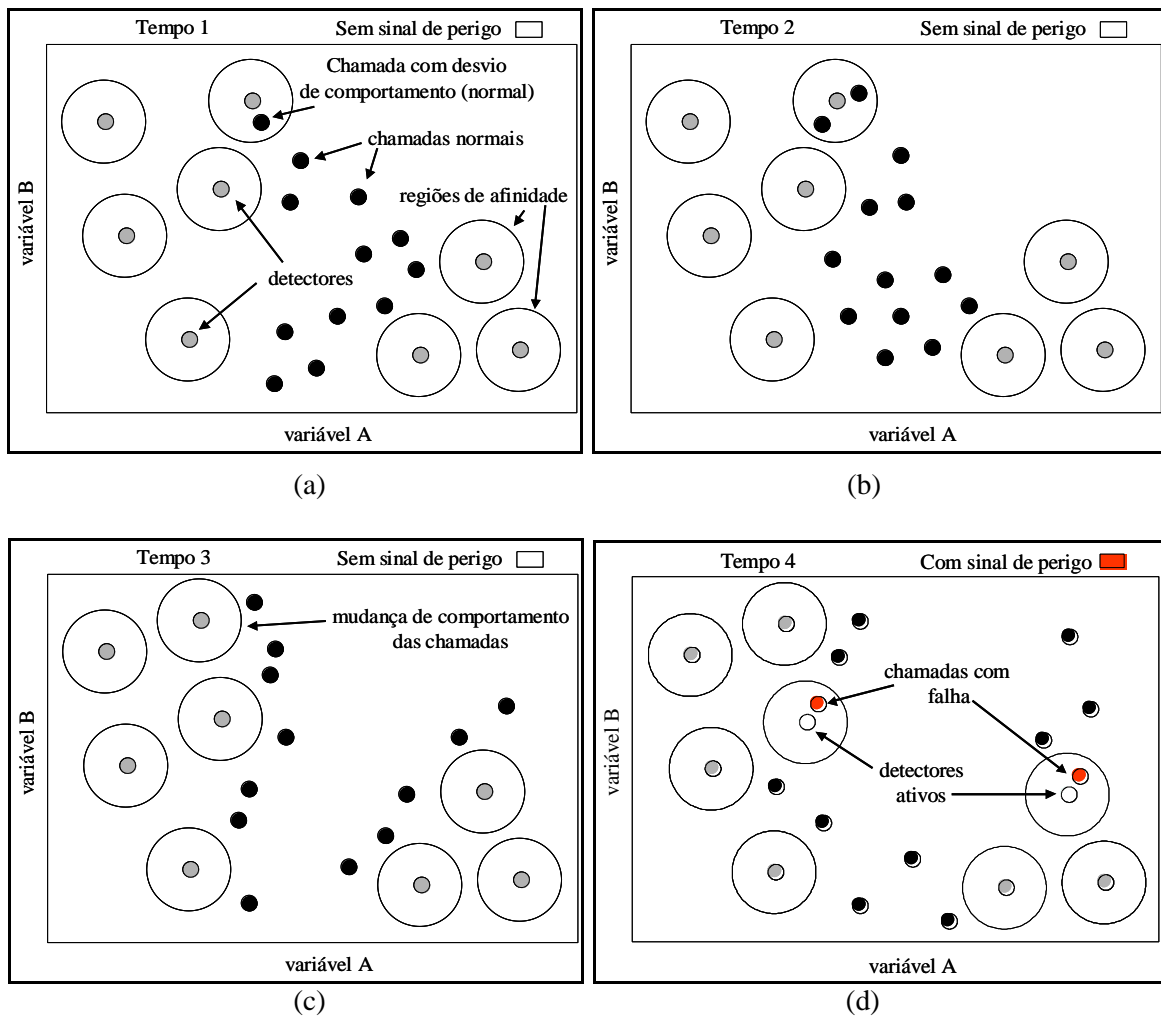 Tempo 1
Sem sinal de perigo
Chamada com desvio
de comportamento (normal)
chamadas normais
regiões de afinidade
detectores
variável B
variável A
(a)
Tempo 2
Sem sinal de perigo
variável B
variável A
(b)
Tempo 3
Sem sinal de perigo
mudança de comportamento
das chamadas
variável B
variável A
(c)
Tempo 4
Com sinal de perigo
chamadas com
falha
detectores
ativos
variável B
variável A
(d)